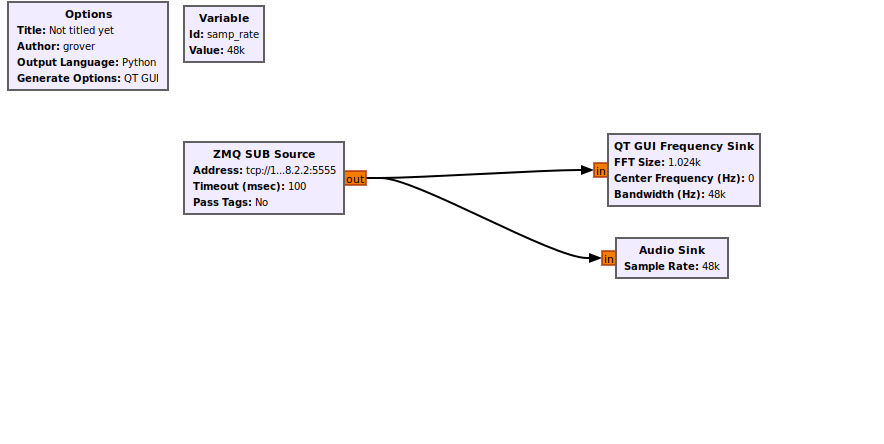 Options
Title: Not titled yet
Author: grover
Output Language: Python
Generate Options: QT GUI
Variable
Id: samp_rate
Value: 48k
ZMQ SUB Source
Address: tcp://1...8.2.2:5555
Timeout (msec): 100
Pass Tags: No
out
in
QT GUI Frequency Sink
FFT Size: 1.024k
Center Frequency (Hz): 0
Bandwidth (Hz): 48k
in
Audio Sink
Sample Rate: 48k